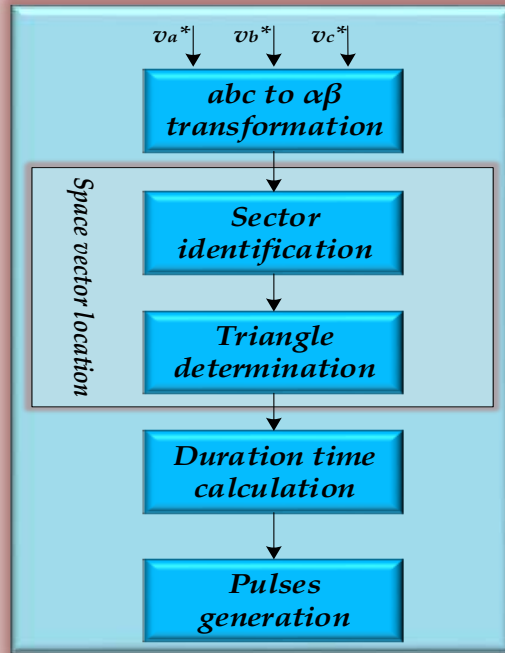 va* vb* vc*
abc to αβ
transformation
Space vector location
Sector
identification
Triangle
determination
Duration time
calculation
Pulses
generation